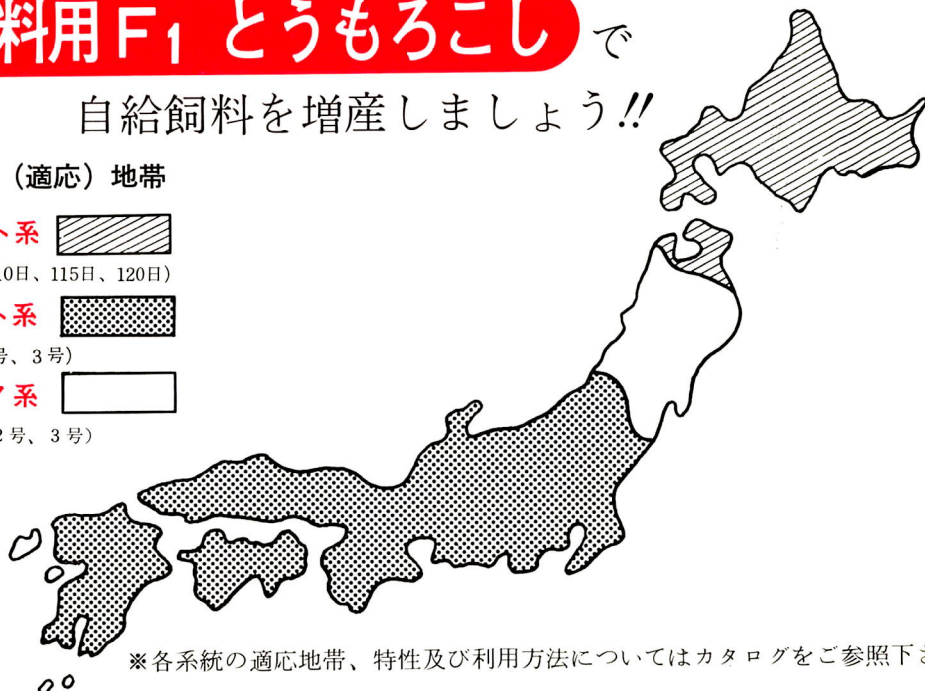 料用F1 とうもろこし で
自給飼料を増産しましょう!!
(適応)地帯
ト系
10日、115日、120日)
ト系
号、3号)
ア系
2号、3号)
※各系統の適応地帯、特性及び利用方法についてはカタログをご参照下さ